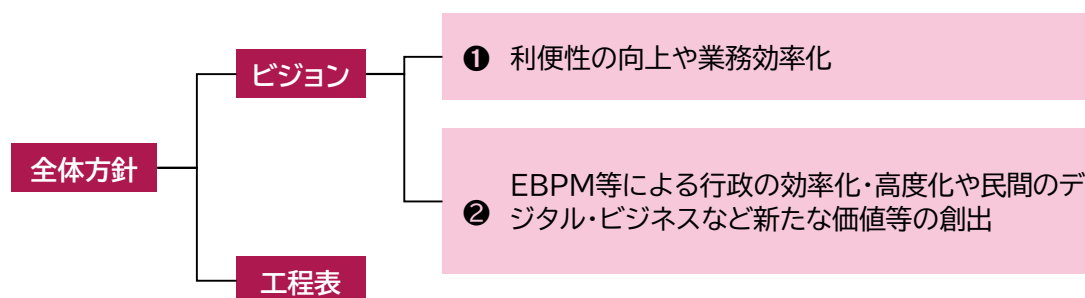 ビジョン
❶ 利便性の向上や業務効率化
全体方針
EBPM等による行政の効率化・高度化や民間のデ
❷ ジタル・ビジネスなど新たな価値等の創出
工程表